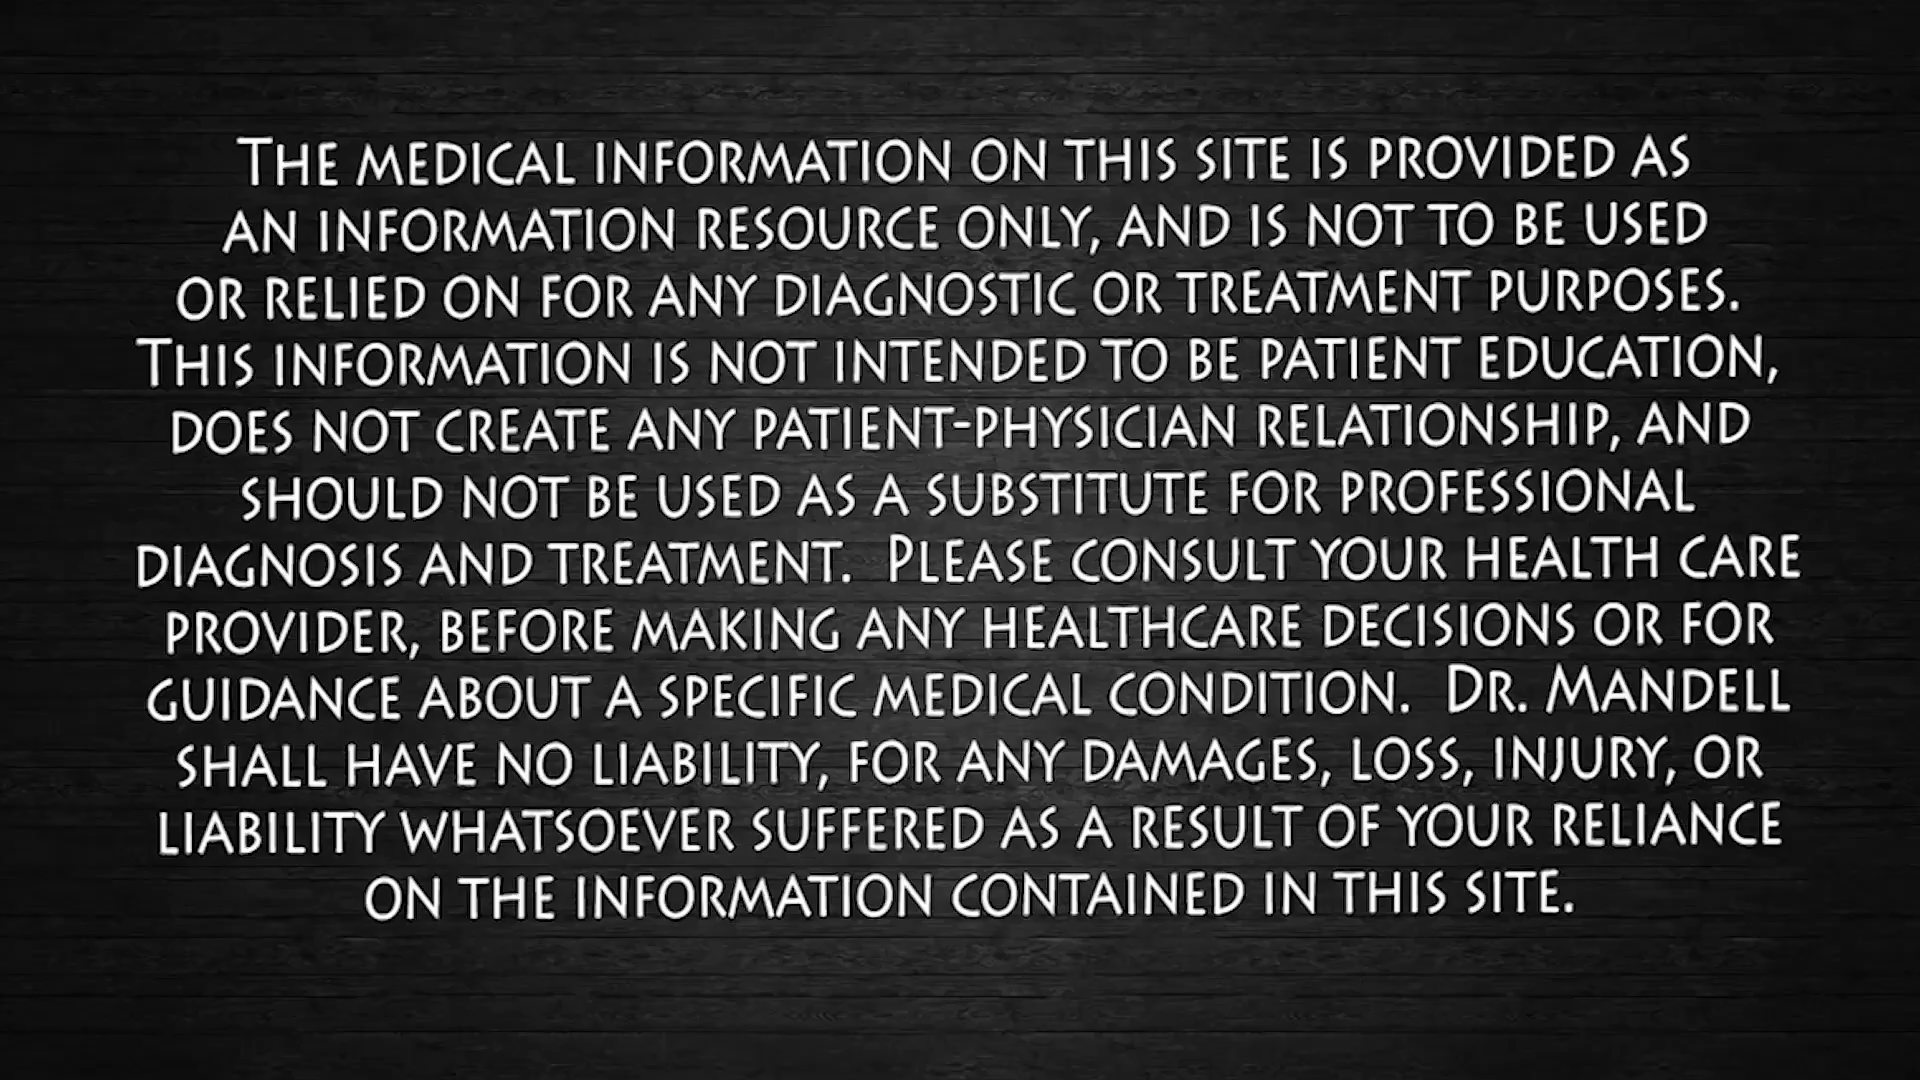 The medical information on this site is provided as
an information resource only, and is not to be used
or relied on for any diagnostic or treatment purposes.
This information is not intended to be patient education,
does not create any patient-physician relationship, and
should not be used as a substitute for professional
diagnosis and treatment.  Please consult your health care
provider, before making any healthcare decisions or for
guidance about a specific medical condition.  Dr. Mandell
shall have no liability, for any damages, loss, injury, or
liability whatsoever suffered as a result of your reliance
on the information contained in this site.